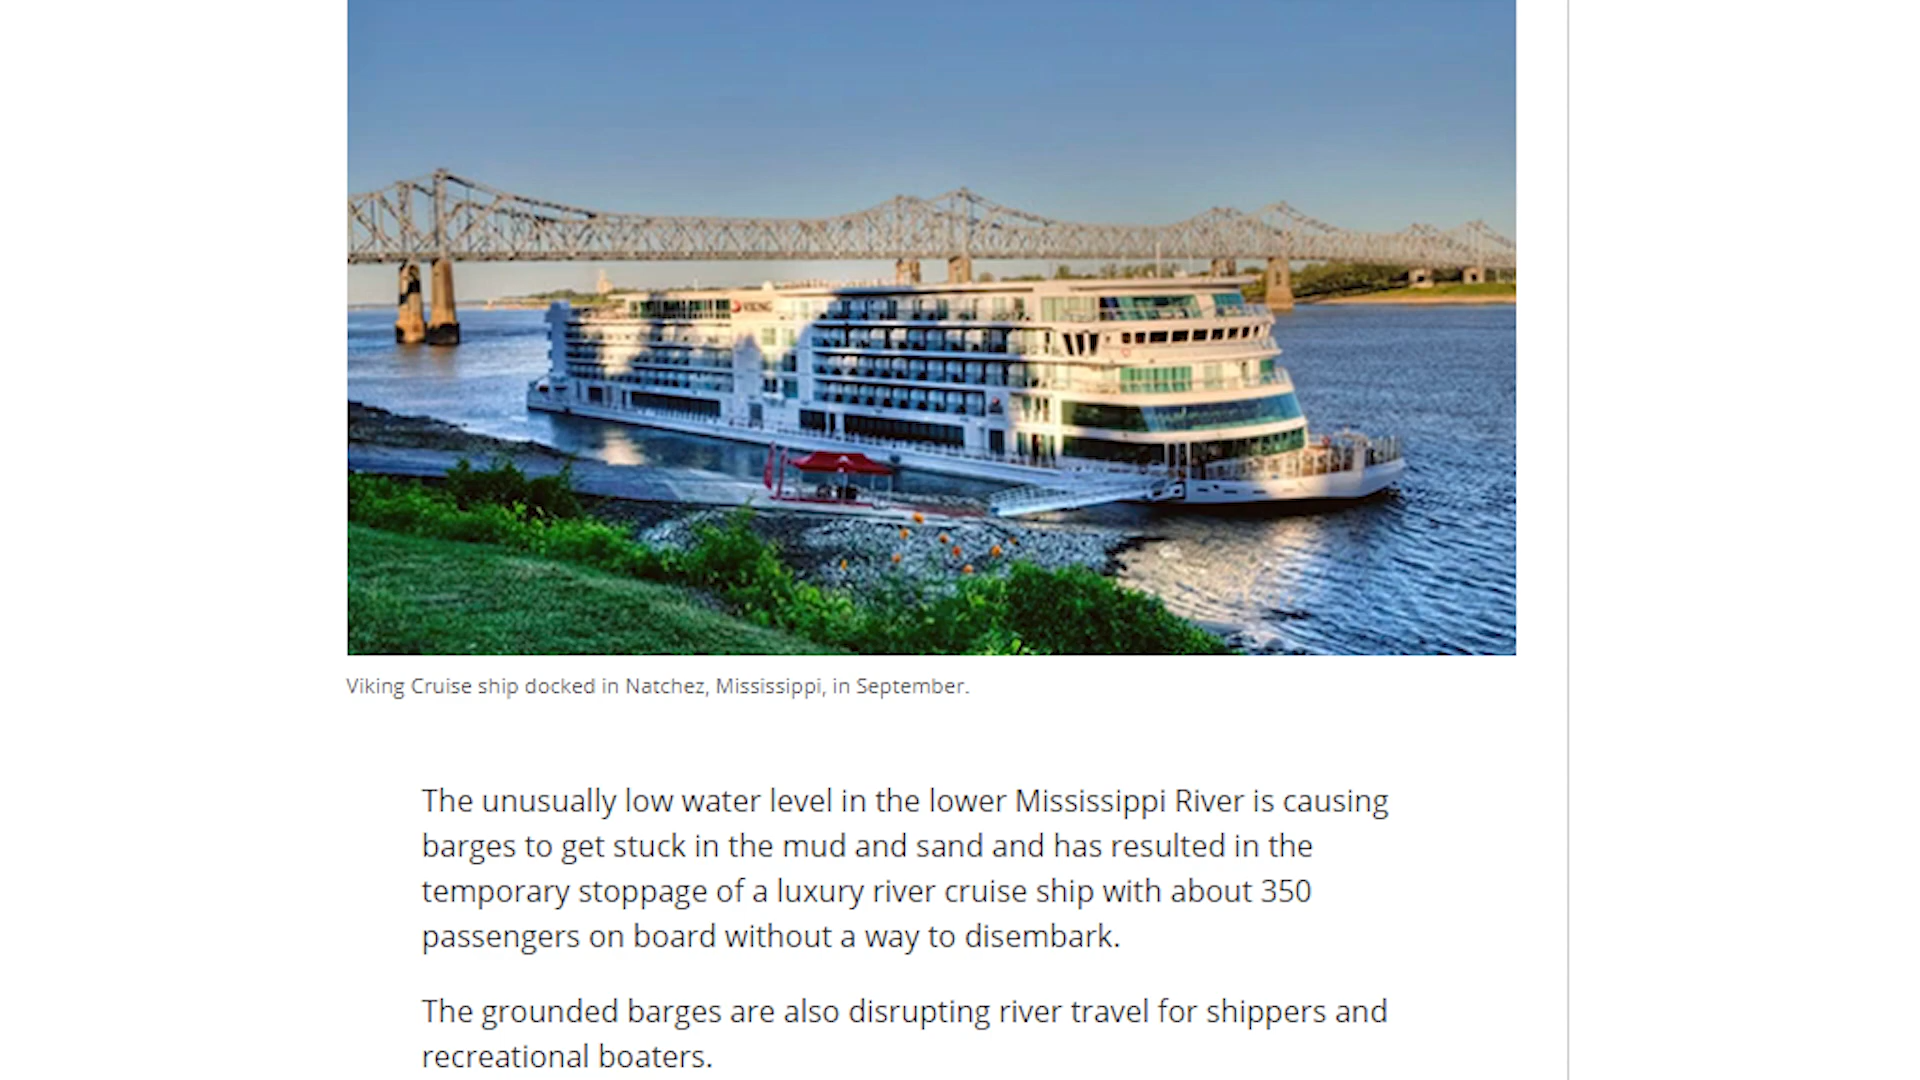 VIKING
Viking Cruise ship docked in Natchez, Mississippi, in September.
The unusually low water level in the lower Mississippi River is causing
barges to get stuck in the mud and sand and has resulted in the
temporary stoppage of a luxury river cruise ship with about 350
passengers on board without a way to disembark.
The grounded barges are also disrupting river travel for shippers and
recreational boaters.